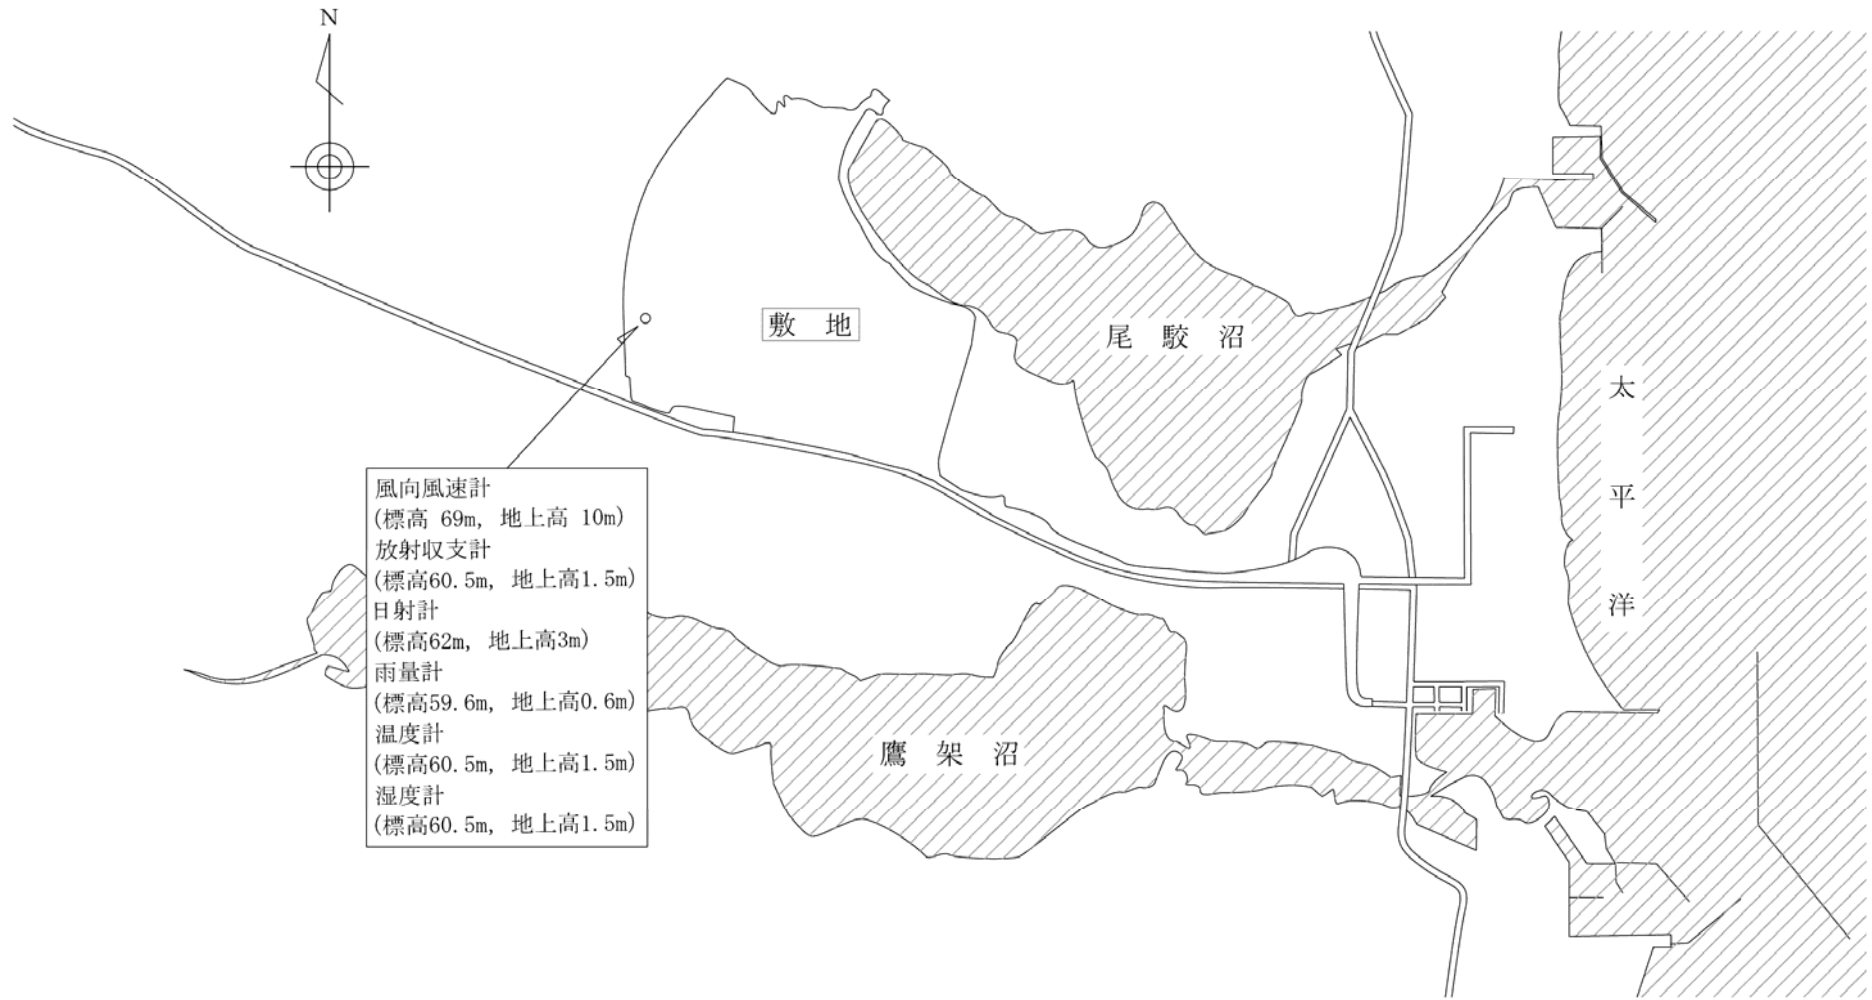 N
敷 地
尾 駮 沼
太 平 洋
風向風速計
(標高 69m, 地上高 10m)
放射収支計
(標高60.5m, 地上高1.5m)
日射計
(標高62m, 地上高3m)
雨量計
(標高59.6m, 地上高0.6m)
温度計
(標高60.5m, 地上高1.5m)
湿度計
(標高60.5m, 地上高1.5m)
鷹 架 沼